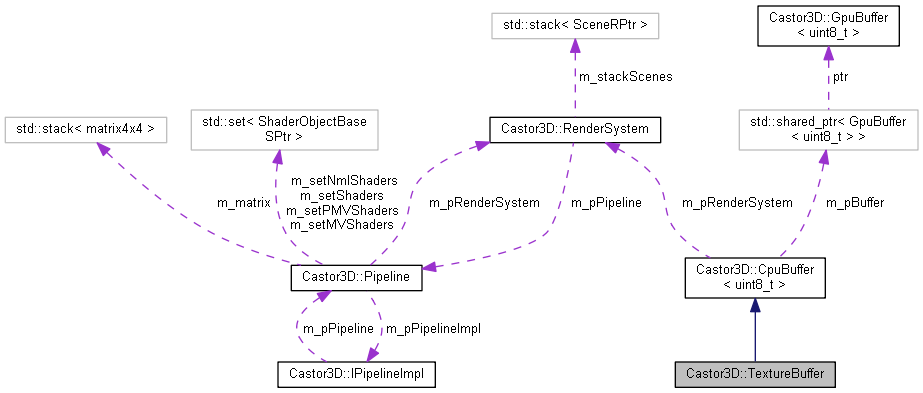 std::stack< SceneRPtr >
Castor3D::GpuBuffer
< uint8_t >
m_stackScenes
ptr
std::stack< matrix4x4 >
std::set< ShaderObjectBase
SPtr >
Castor3D::RenderSystem
std::shared_ptr< GpuBuffer
< uint8_t > >
m_matrix
m_setNmlShaders
m_setShaders
m_setPMVShaders
m_setMVShaders
m_pRenderSystem
m_pPipeline
m_pRenderSystem
m_pBuffer
Castor3D::Pipeline
Castor3D::CpuBuffer
< uint8_t >
m_pPipeline
m_pPipelineImpl
Castor3D::IPipelineImpl
Castor3D::TextureBuffer